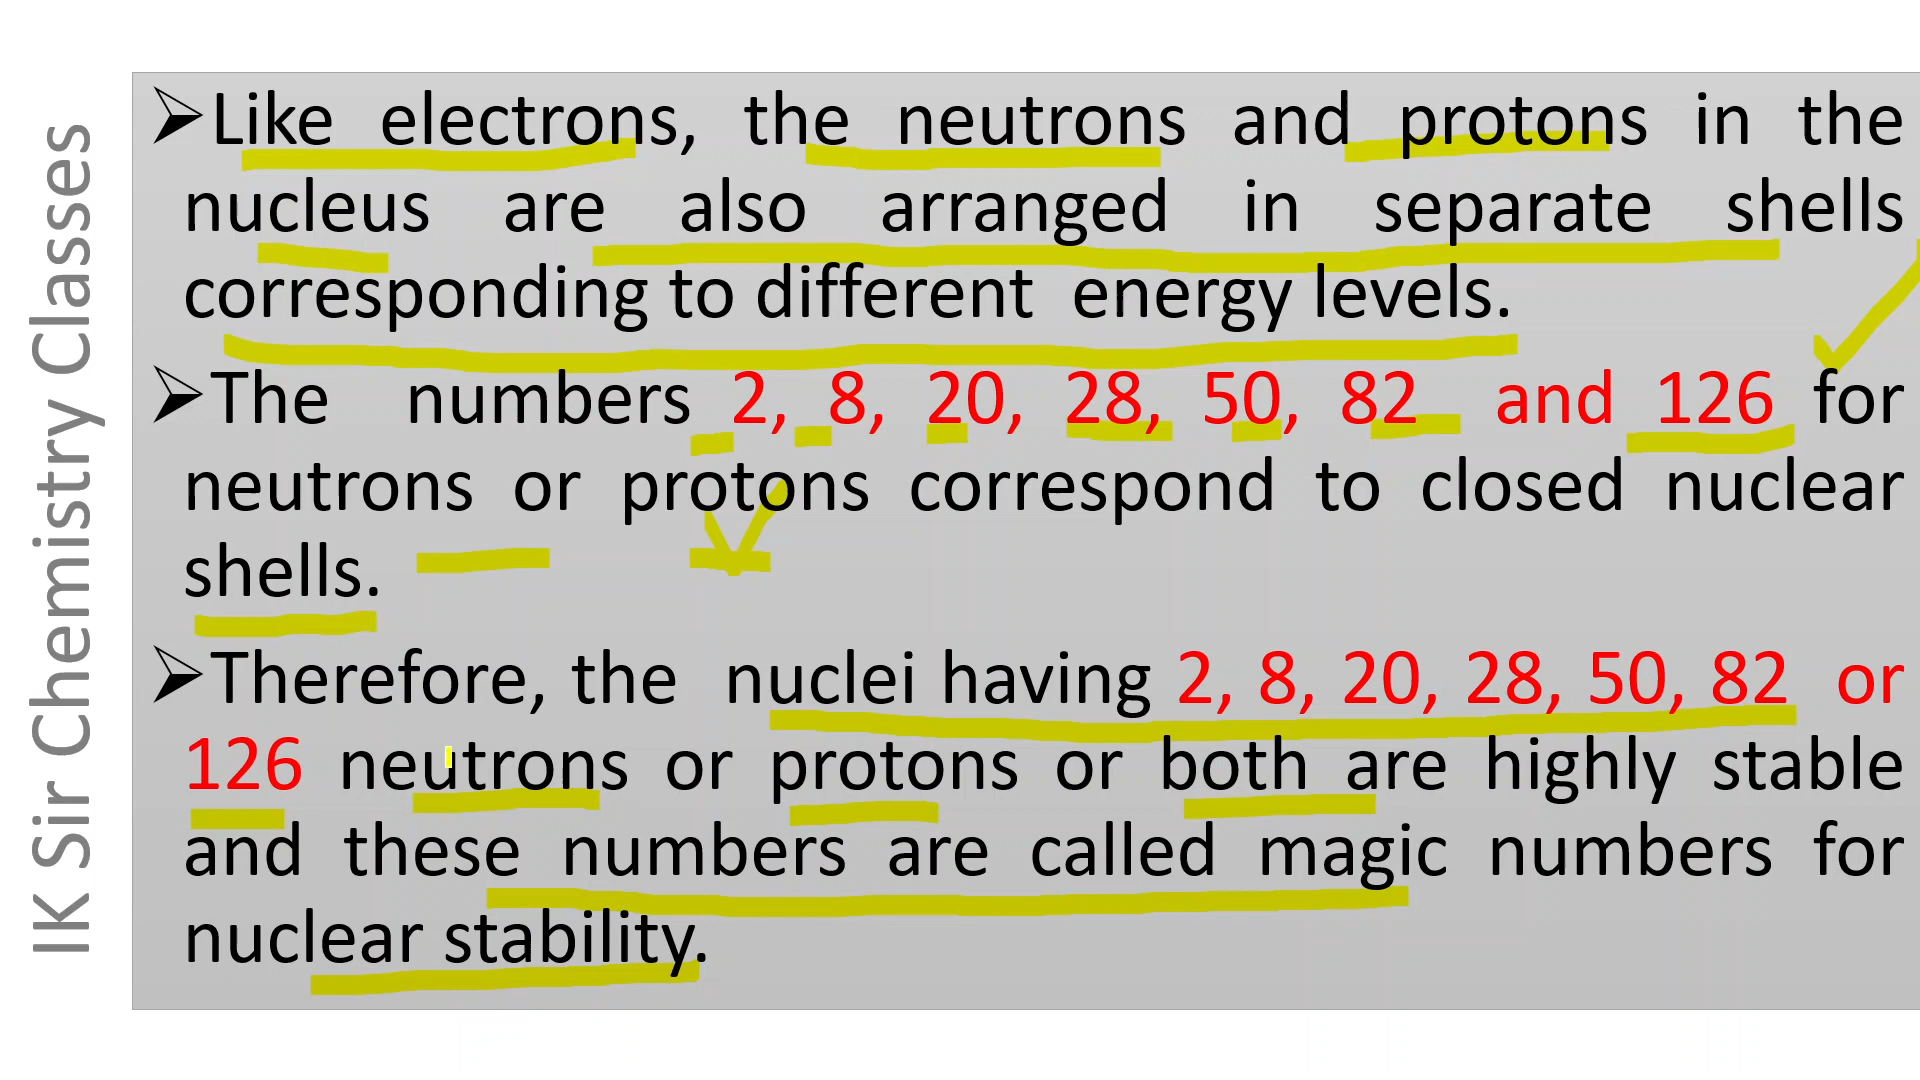 IK Sir Chemistry Classes
➢Like electrons, the neutrons and protons in the
nucleus are also arranged in separate shells
corresponding to different energy levels.
➢The numbers 2, 8, 20, 28, 50, 82 and 126 for
neutrons or protons correspond to closed nuclear
shells.
➢Therefore, the nuclei having 2, 8, 20, 28, 50, 82 or
126 neutrons or protons or both are highly stable
and these numbers are called magic numbers for
nuclear stability.